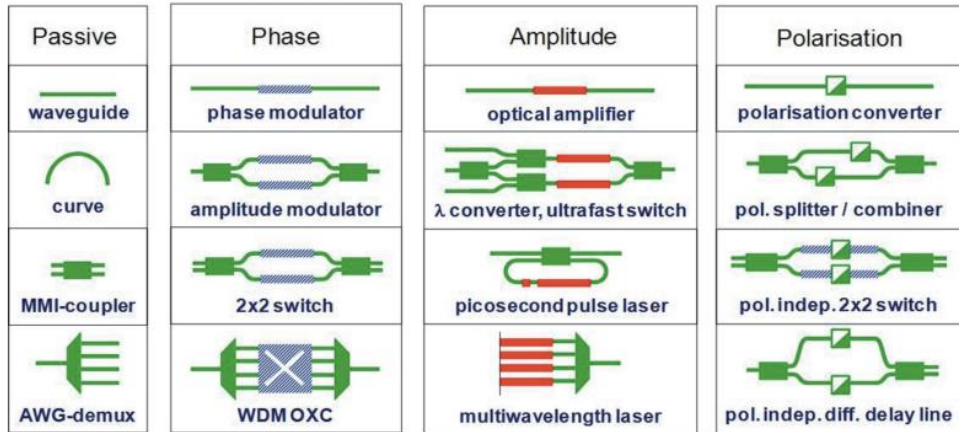 Passive
Phase
Amplitude
Polarisation
waveguide
phase modulator
optical amplifier
polarisation converter
curve
amplitude modulator
λ converter, ultrafast switch
pol. splitter / combiner
MMI-coupler
2x2 switch
picosecond pulse laser
pol. indep. 2x2 switch
AWG-demux
WDM OXC
multiwavelength laser
pol. indep. diff. delay line